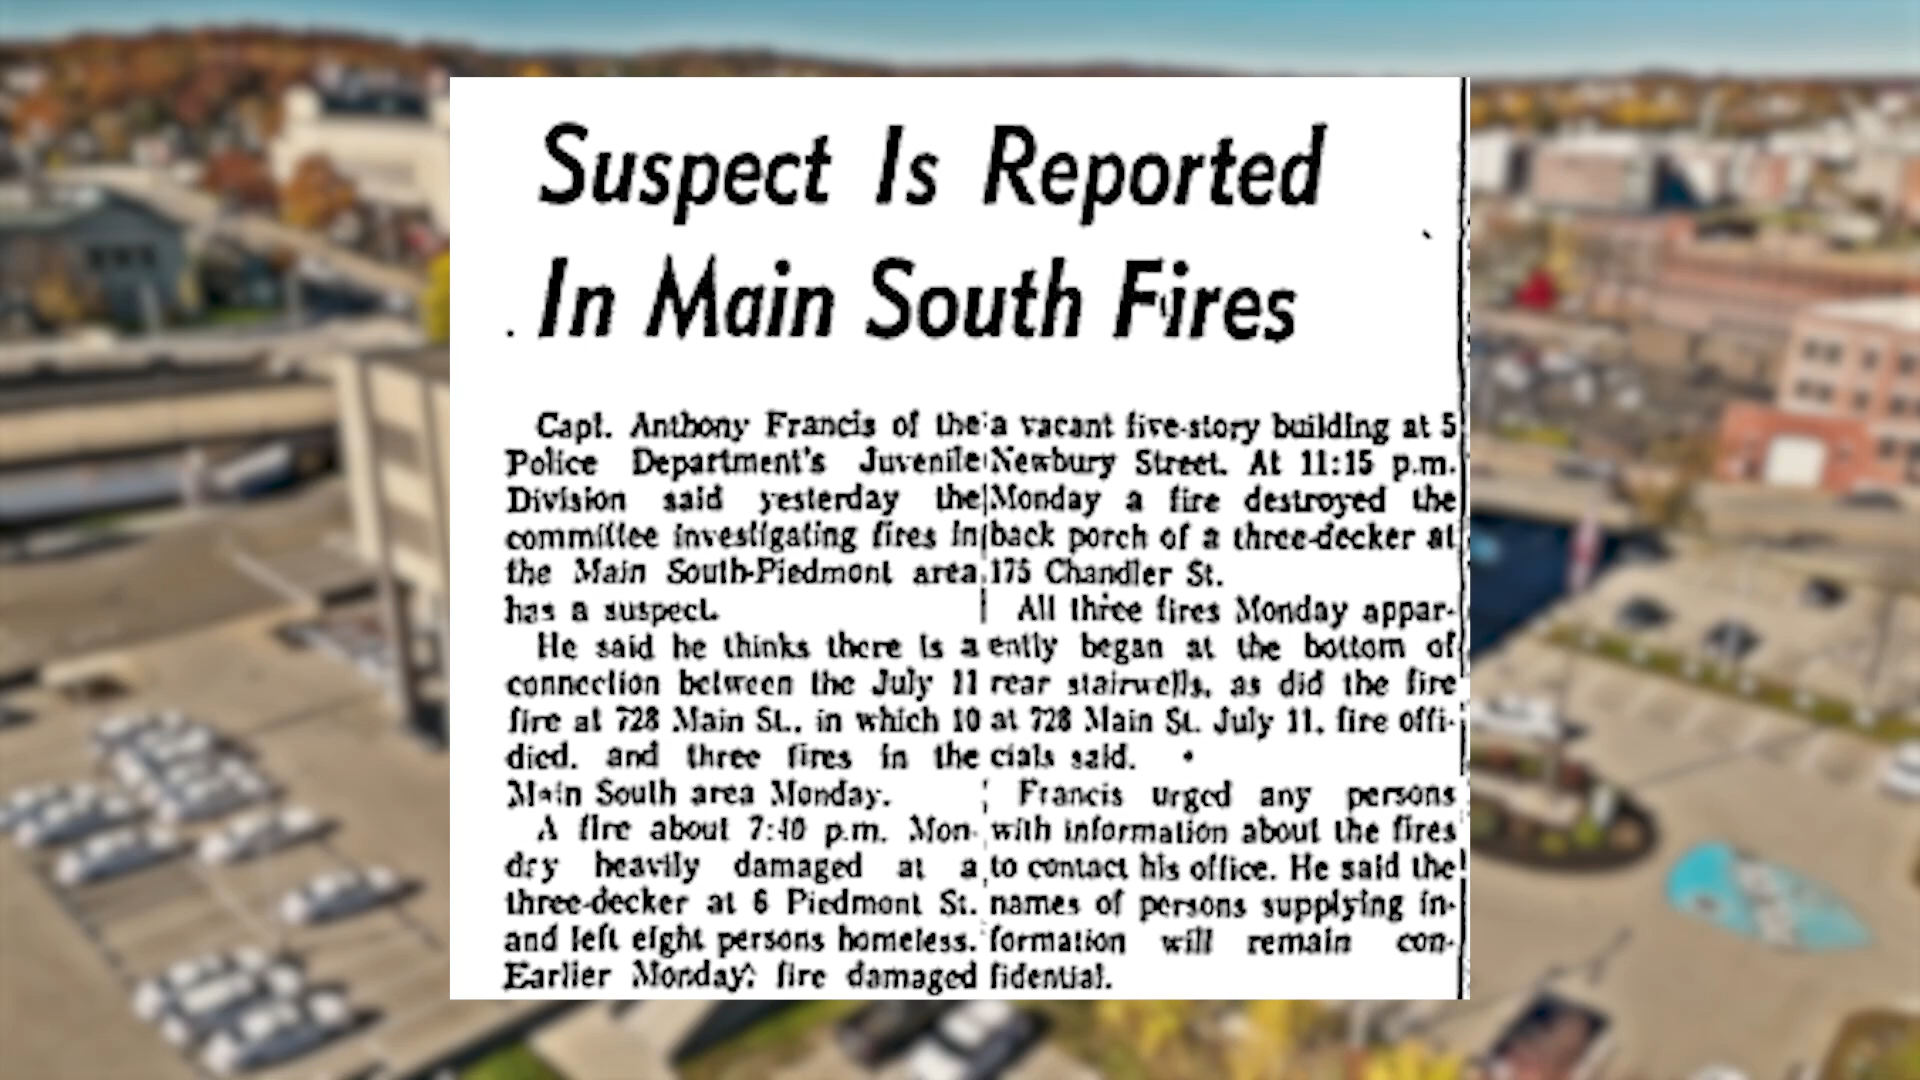 Suspect Is Reported
In Main South Fires
Capt. Anthony Francis of the
Police Department's Juvenile
Division said yesterday the
committee investigating fires in
the Main South-Piedmont area
has a suspect.
He said he thinks there is a
connection between the July 11
fire at 728 Main St., in which 10
died, and three fires in the
Main South area Monday.
A fire about 7:40 p.m. Mon-
dry heavily damaged at a
three-decker at 6 Piedmont St.
and left eight persons homeless.
Earlier Monday, fire damaged
a vacant five-story building at 5
Newbury Street. At 11:15 p.m.
Monday a fire destroyed the
back porch of a three-decker at
175 Chandler St.
All three fires Monday appar-
ently began at the bottom of
rear stairwells, as did the fire
at 728 Main St. July 11, fire offi-
cials said.
Francis urged any persons
with information about the fires
to contact his office. He said the
names of persons supplying in-
formation will remain con-
fidential.